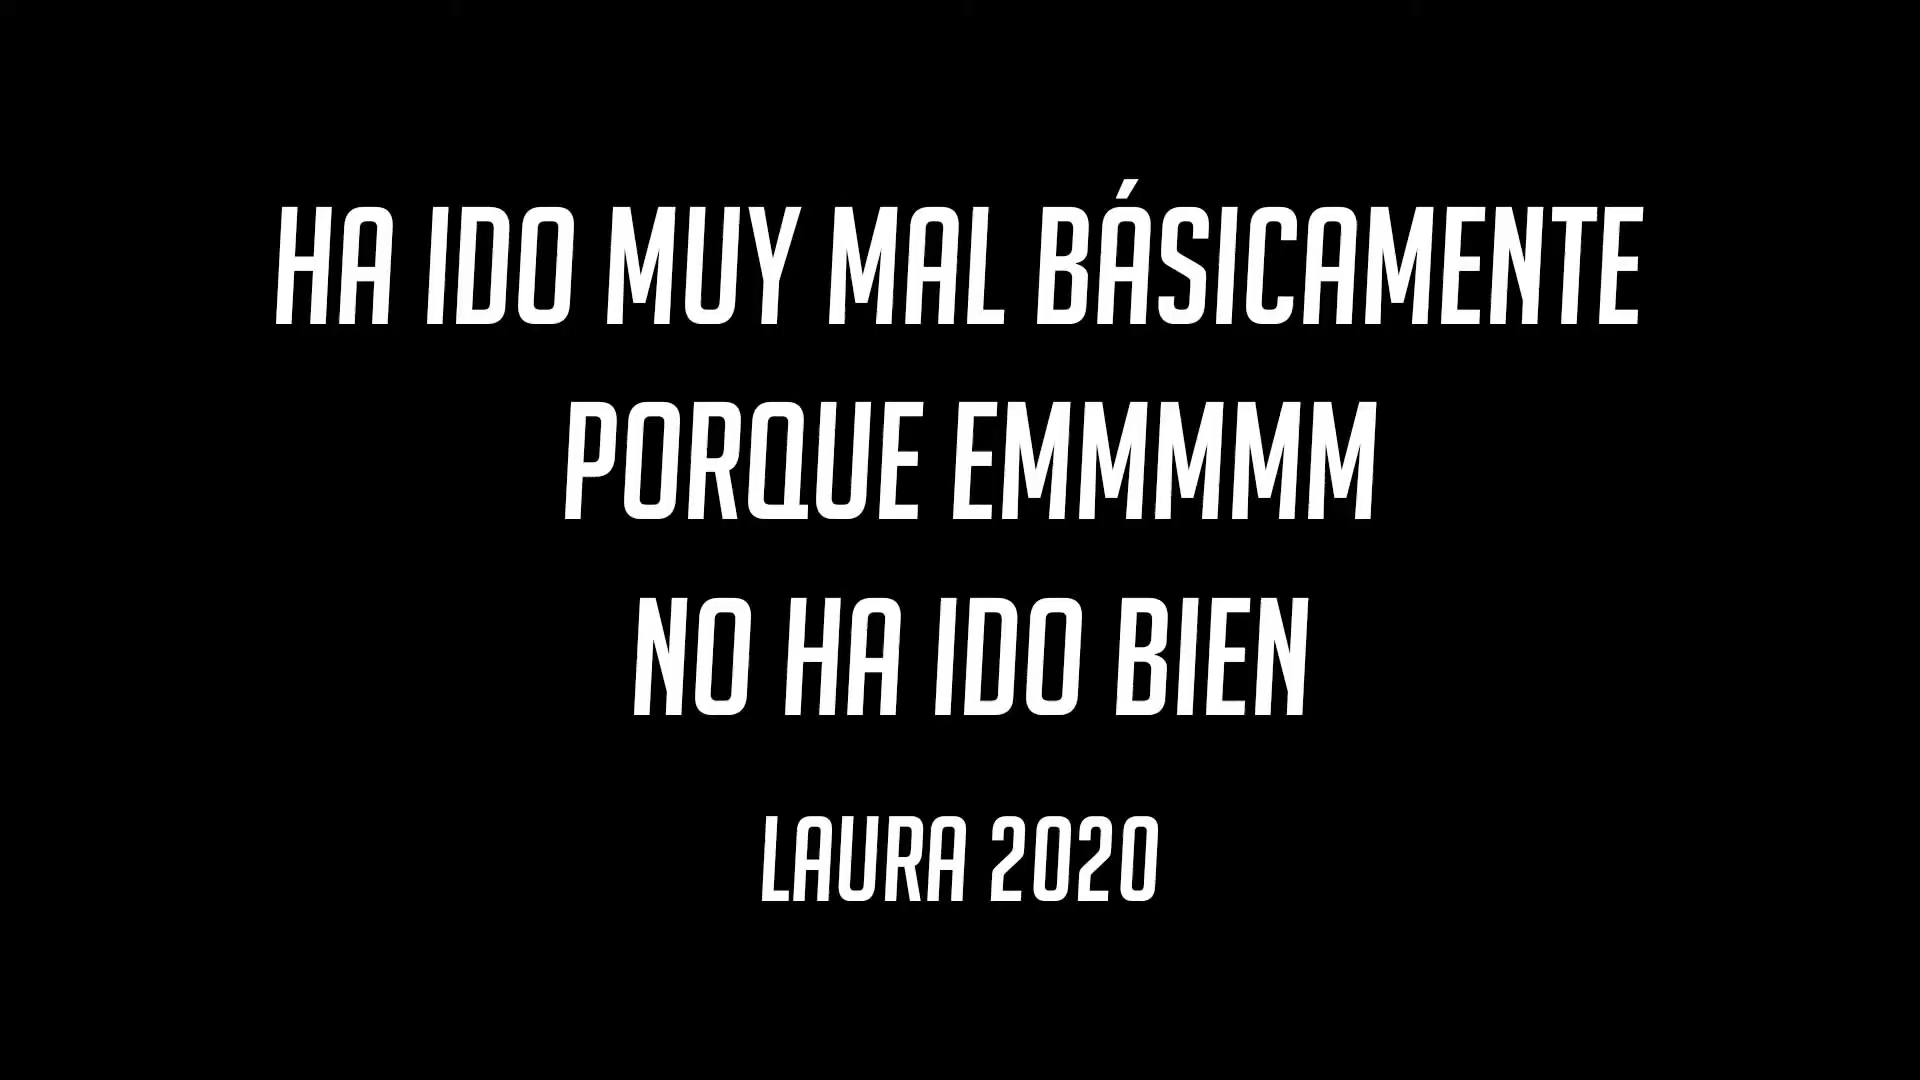 HA IDO MUY MAL BÁSICAMENTE
PORQUE EMMMMM
NO HA IDO BIEN
LAURA 2020